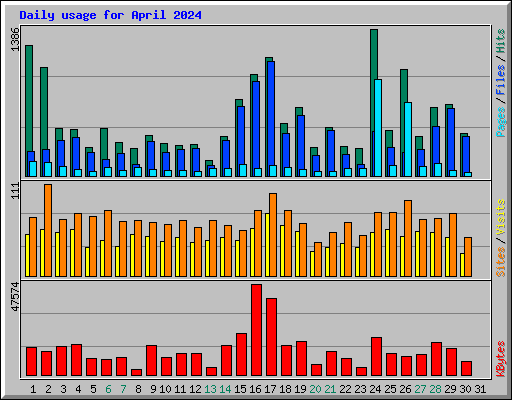 Daily usage for April 2024
1386
Pages / Files / Hits
111
Sites / Visits
47574
KBytes
1 2 3 4 5 6 7 8 9 10 11 12 13 14 15 16 17 18 19 20 21 22 23 24 25 26 27 28 29 30 31